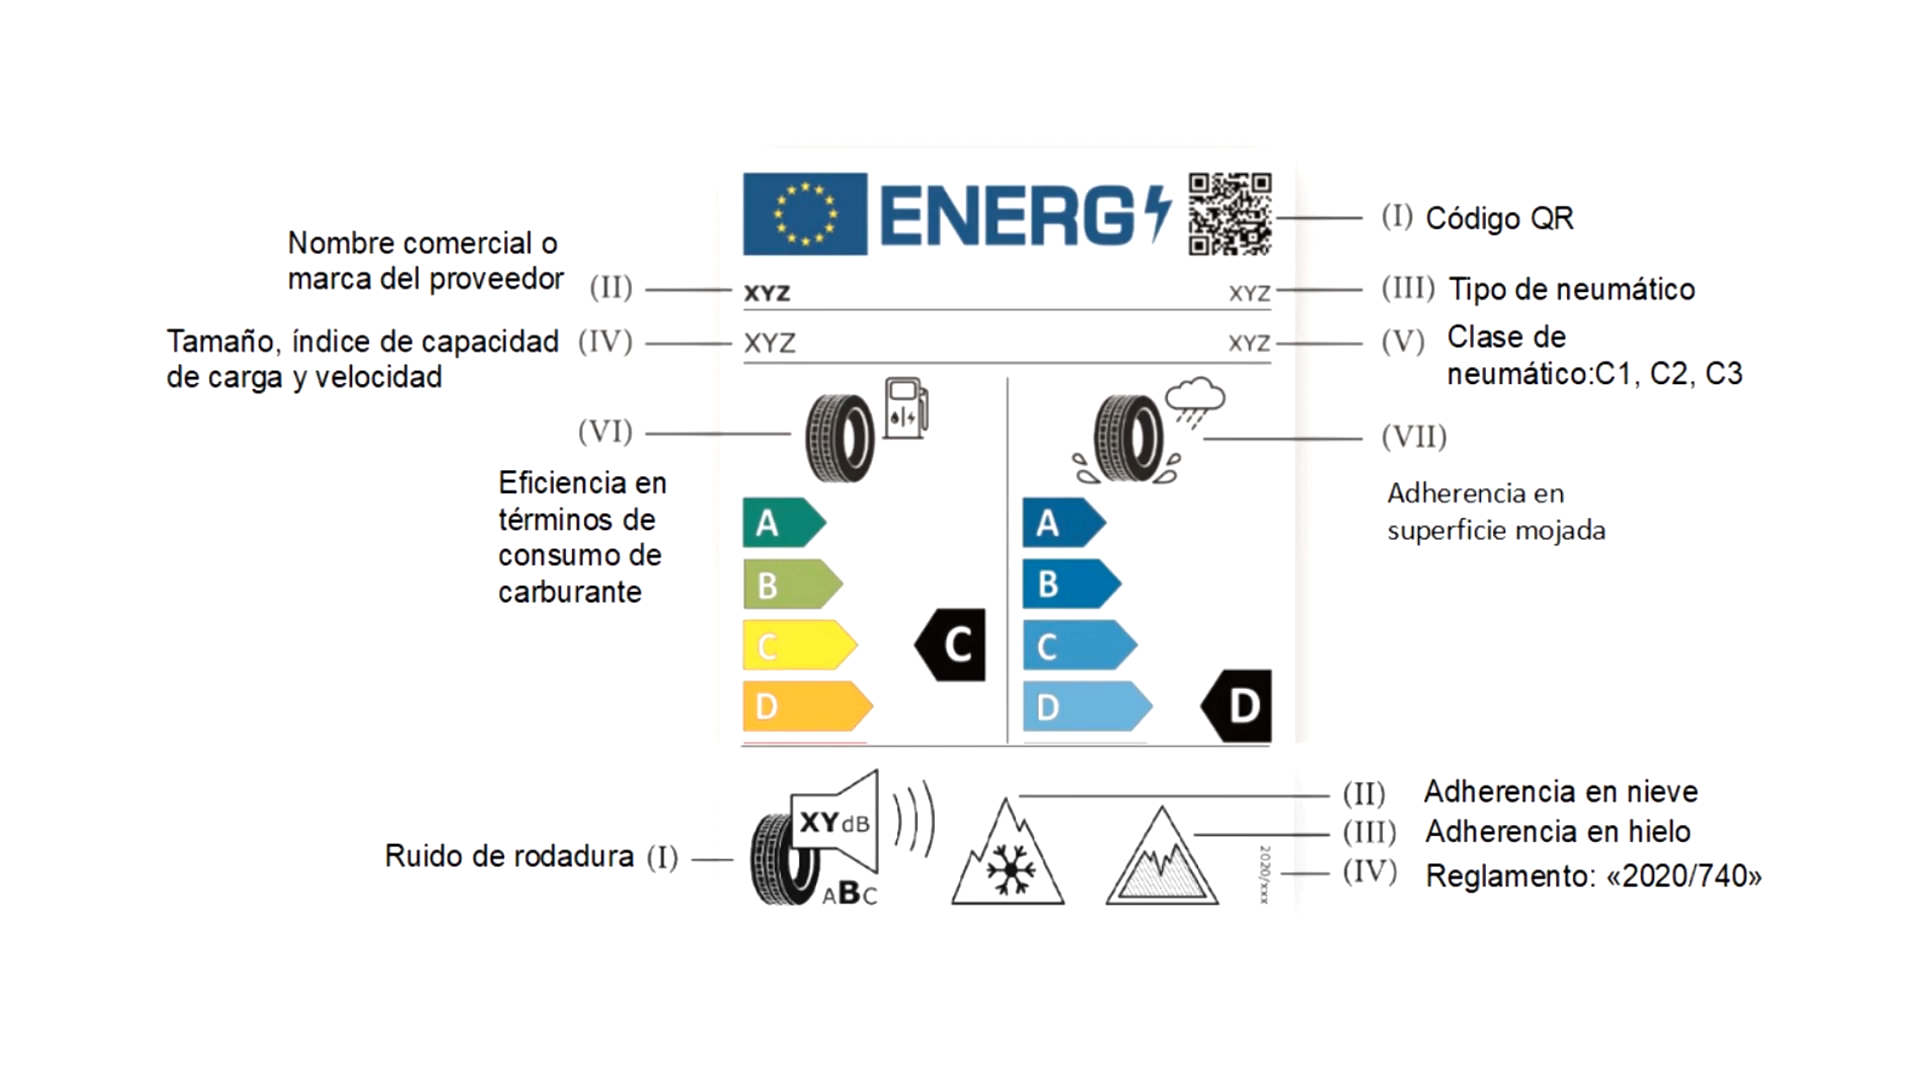 ENERG
(I) Código QR
Nombre comercial o
marca del proveedor (II)
XYZ XYZ
(III) Tipo de neumático
Tamaño, índice de capacidad
de carga y velocidad
(IV)
XYZ XYZ
(V) Clase de
neumático:C1, C2, C3
(VI)
Eficiencia en
términos de
consumo de
carburante
(VII)
Adherencia en
superficie mojada
A
B
C
D
C
A
B
C
D
D
Ruido de rodadura (I)
XYdB
ABC
(II) Adherencia en nieve
(III) Adherencia en hielo
(IV) Reglamento: «2020/740»
2020/xxx